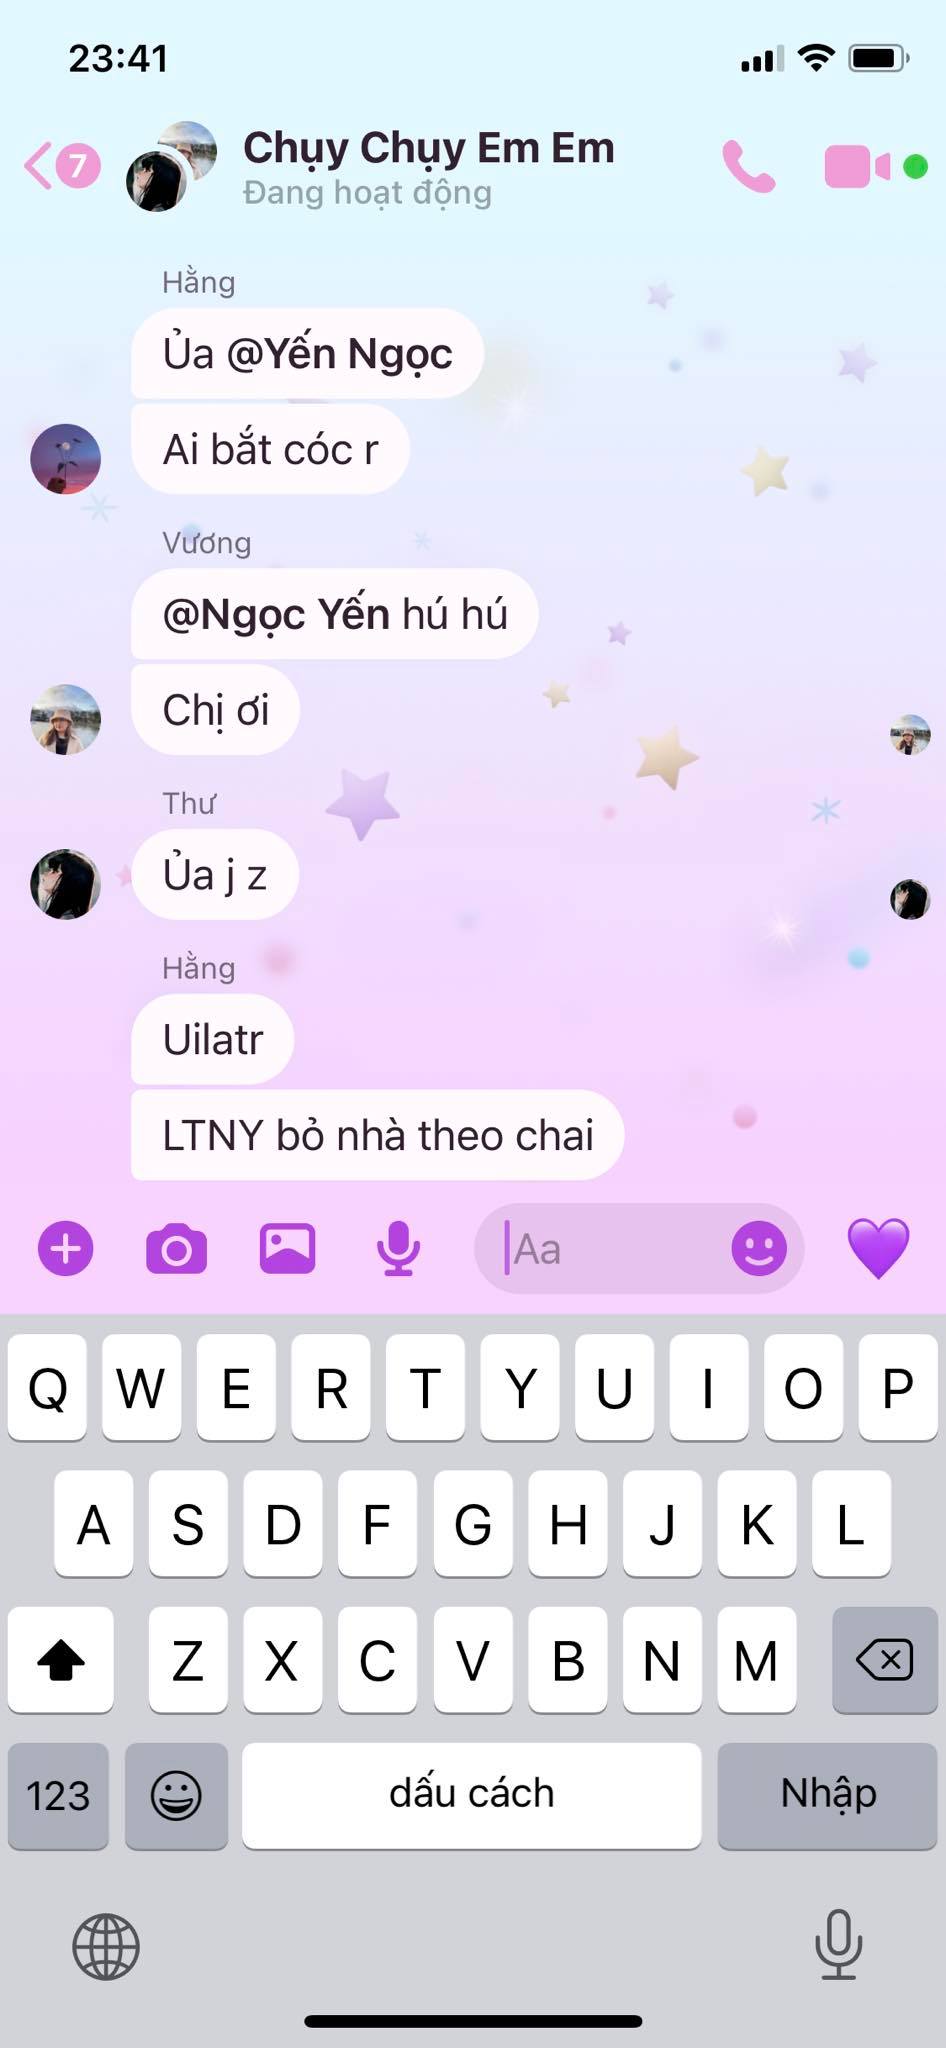 23:41
7
Chụy Chụy Em Em
Đang hoạt động
Hằng
Ủa @Yến Ngọc
Ai bắt cóc r
Vương
@Ngọc Yến hú hú
Chị ơi
Thư
Ủa j z
Hằng
Uilatr
LTNY bỏ nhà theo chai
Aa
Q W E R T Y U I O P
A S D F G H J K L
Z X C V B N M
123 dấu cách Nhập